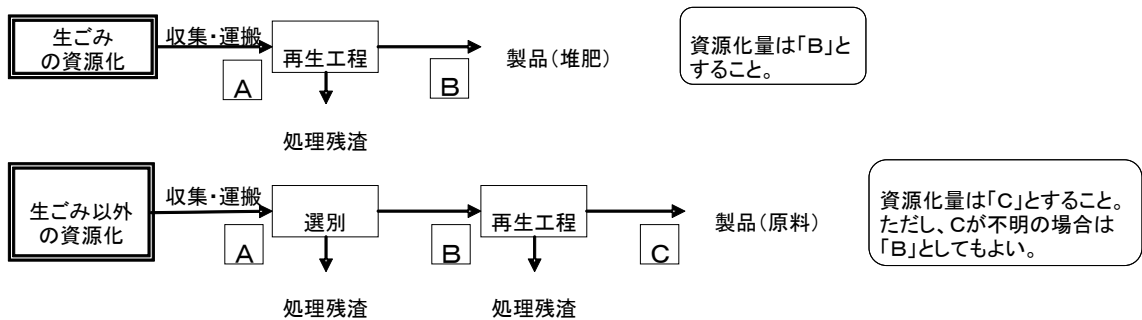 生ごみ
の資源化
収集・運搬
A
再生工程
B
製品（堆肥）
資源化量は「B」と
すること。
処理残渣
生ごみ以外
の資源化
収集・運搬
A
選別
B
再生工程
C
製品（原料）
資源化量は「C」とすること。
ただし、Cが不明の場合は
「B」としてもよい。
処理残渣
処理残渣